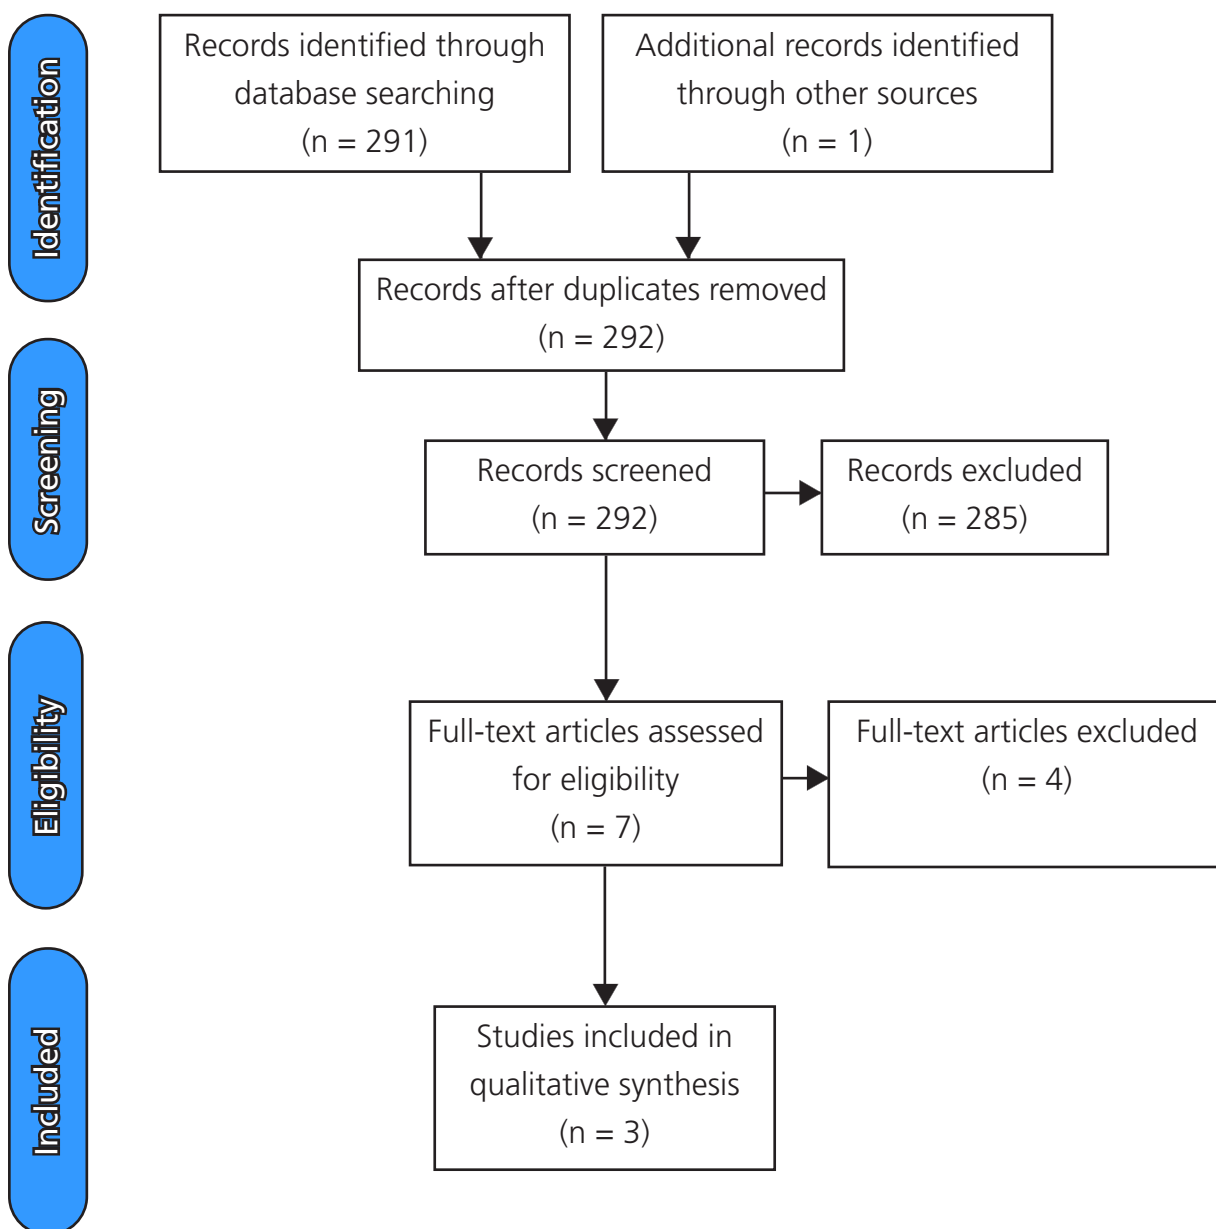 Identification
Records identified through
database searching
(n = 291)
Additional records identified
through other sources
(n = 1)
Records after duplicates removed
(n = 292)
Screening
Records screened
(n = 292)
Records excluded
(n = 285)
Eligibility
Full-text articles assessed
for eligibility
(n = 7)
Full-text articles excluded
(n = 4)
Included
Studies included in
qualitative synthesis
(n = 3)